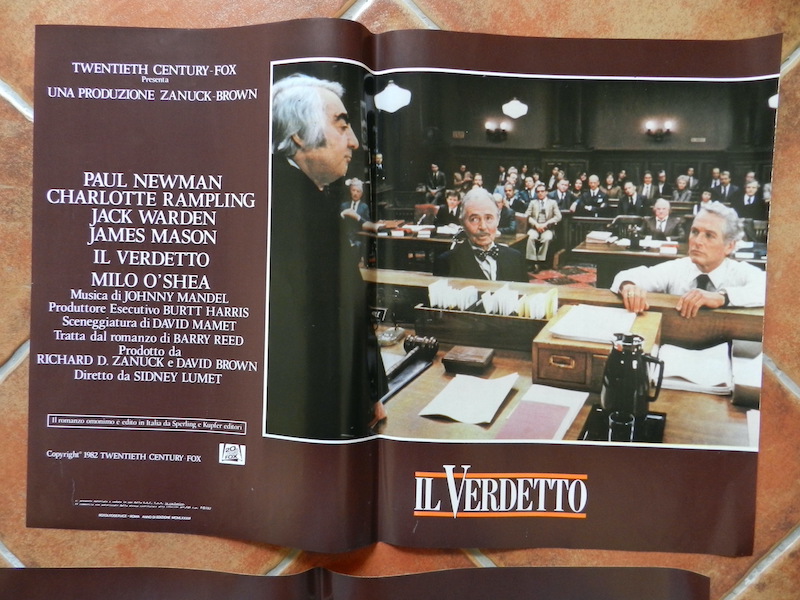 TWENTIETH CENTURY-FOX
Presenta
UNA PRODUZIONE ZANUCK-BROWN
PAUL NEWMAN
CHARLOTTE RAMPLING
JACK WARDEN
JAMES MASON
IL VERDETTO
MILO O'SHEA
Musica di JOHNNY MANDEL
Produttore Esecutivo BURTT HARRIS
Sceneggiatura di DAVID MAMET
Tratta dal romanzo di BARRY REED
Prodotto da
RICHARD D. ZANUCK e DAVID BROWN
Diretto da SIDNEY LUMET
Il romanzo omonimo è edito in Italia da Sperling e Kupfer editori
Copyright° 1982 TWENTIETH CENTURY-FOX
20
FOX
IL VERDETTO